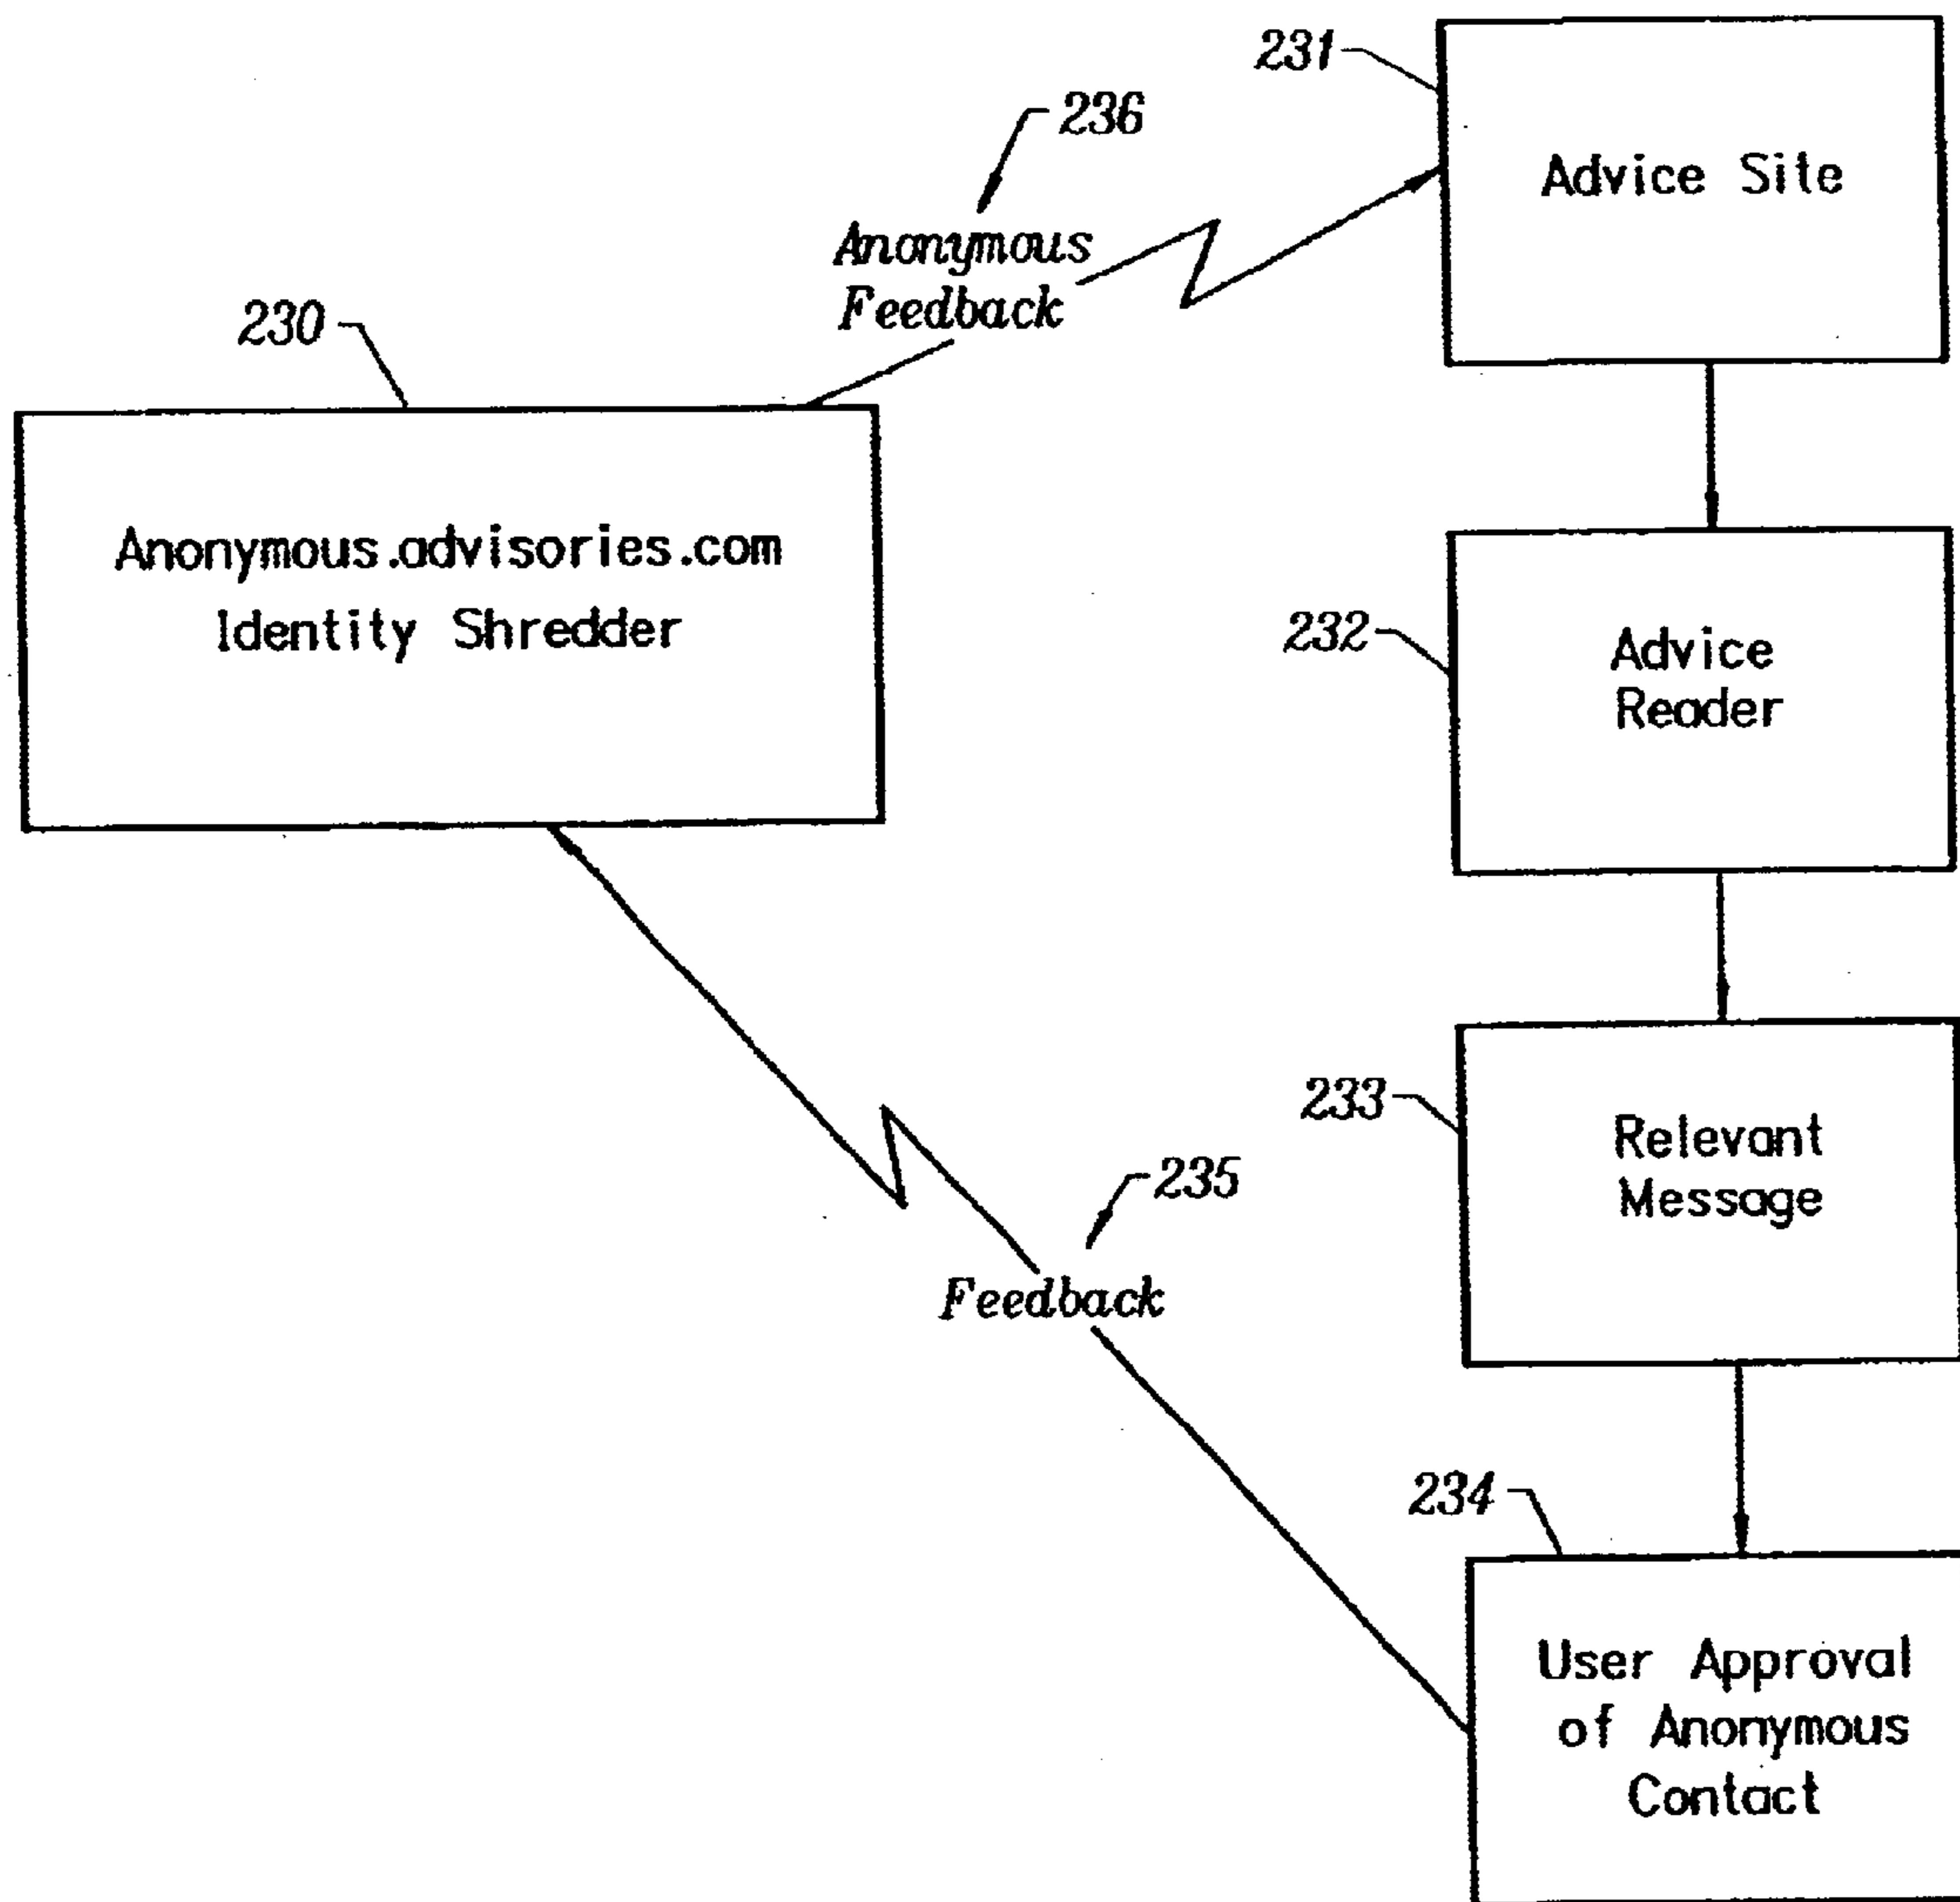 231
Advice Site
236
Anonymous
Feedback
230
Anonymous.advisories.com
Identity Shredder
232
Advice
Reader
233
Relevant
Message
235
Feedback
234
User Approval
of Anonymous
Contact